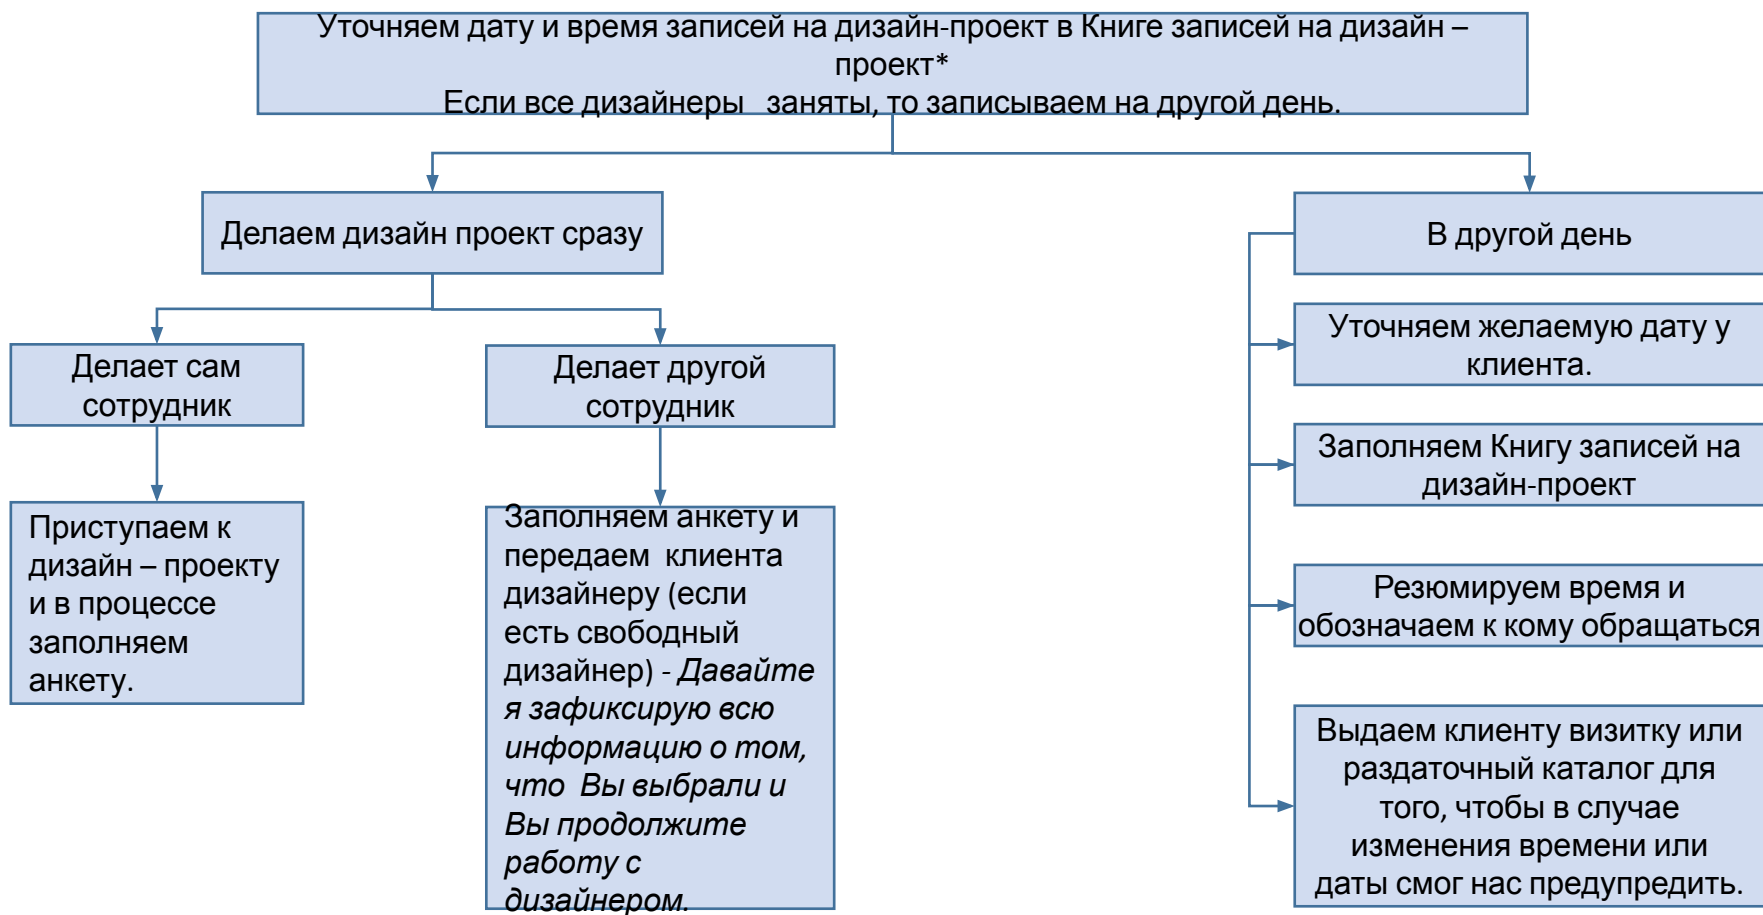 Уточняем дату и время записей на дизайн-проект в Книге записей на дизайн –
проект*
Если все дизайнеры   заняты, то записываем на другой день.
Делаем дизайн проект сразу
В другой день
Делает сам
сотрудник
Делает другой
сотрудник
Приступаем к
дизайн – проекту
и в процессе
заполняем
анкету.
Заполняем анкету и
передаем  клиента
дизайнеру (если
есть свободный
дизайнер) - Давайте
я зафиксирую всю
информацию о том,
что  Вы выбрали и
Вы продолжите
работу с
дизайнером.
Уточняем желаемую дату у
клиента.
Заполняем Книгу записей на
дизайн-проект
Резюмируем время и
обозначаем к кому обращаться
Выдаем клиенту визитку или
раздаточный каталог для
того, чтобы в случае
изменения времени или
даты смог нас предупредить.